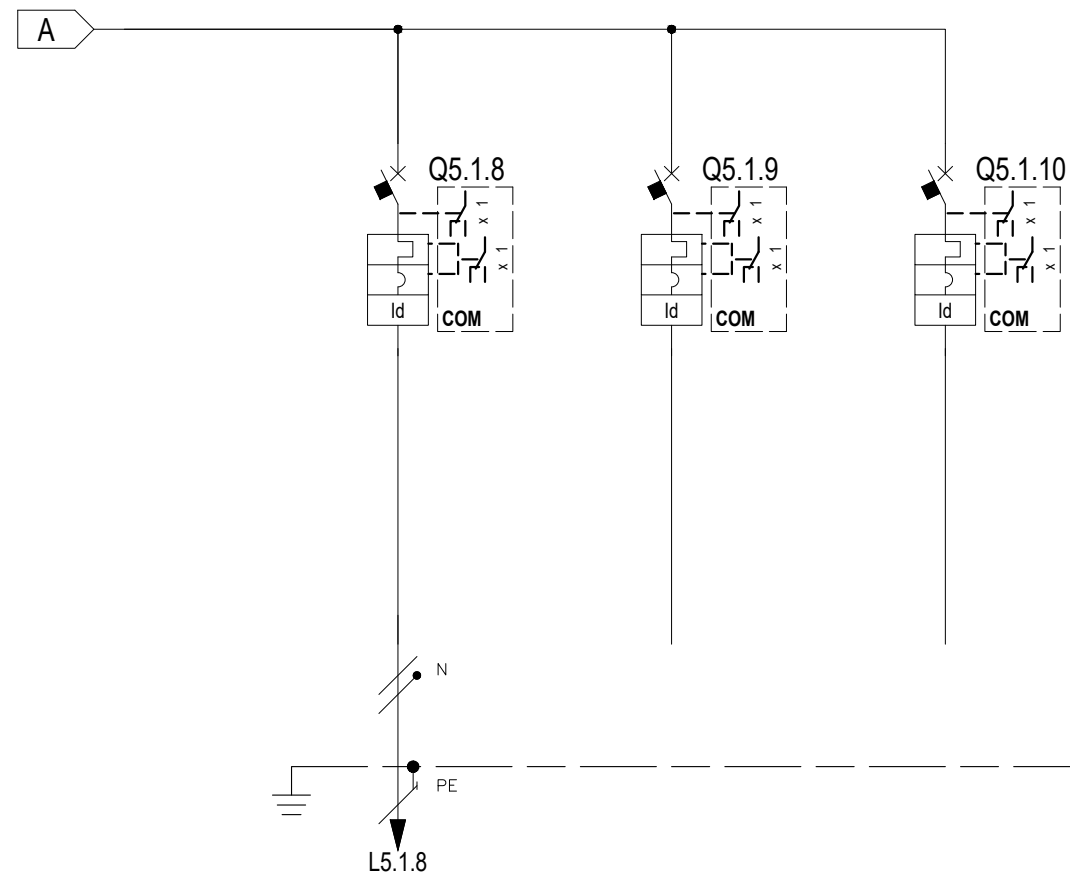 A
Q5.1.8
Q5.1.9
Q5.1.10
x 1
x 1
x 1
x 1
x 1
x 1
Id
COM
Id
COM
Id
COM
N
PE
L5.1.8